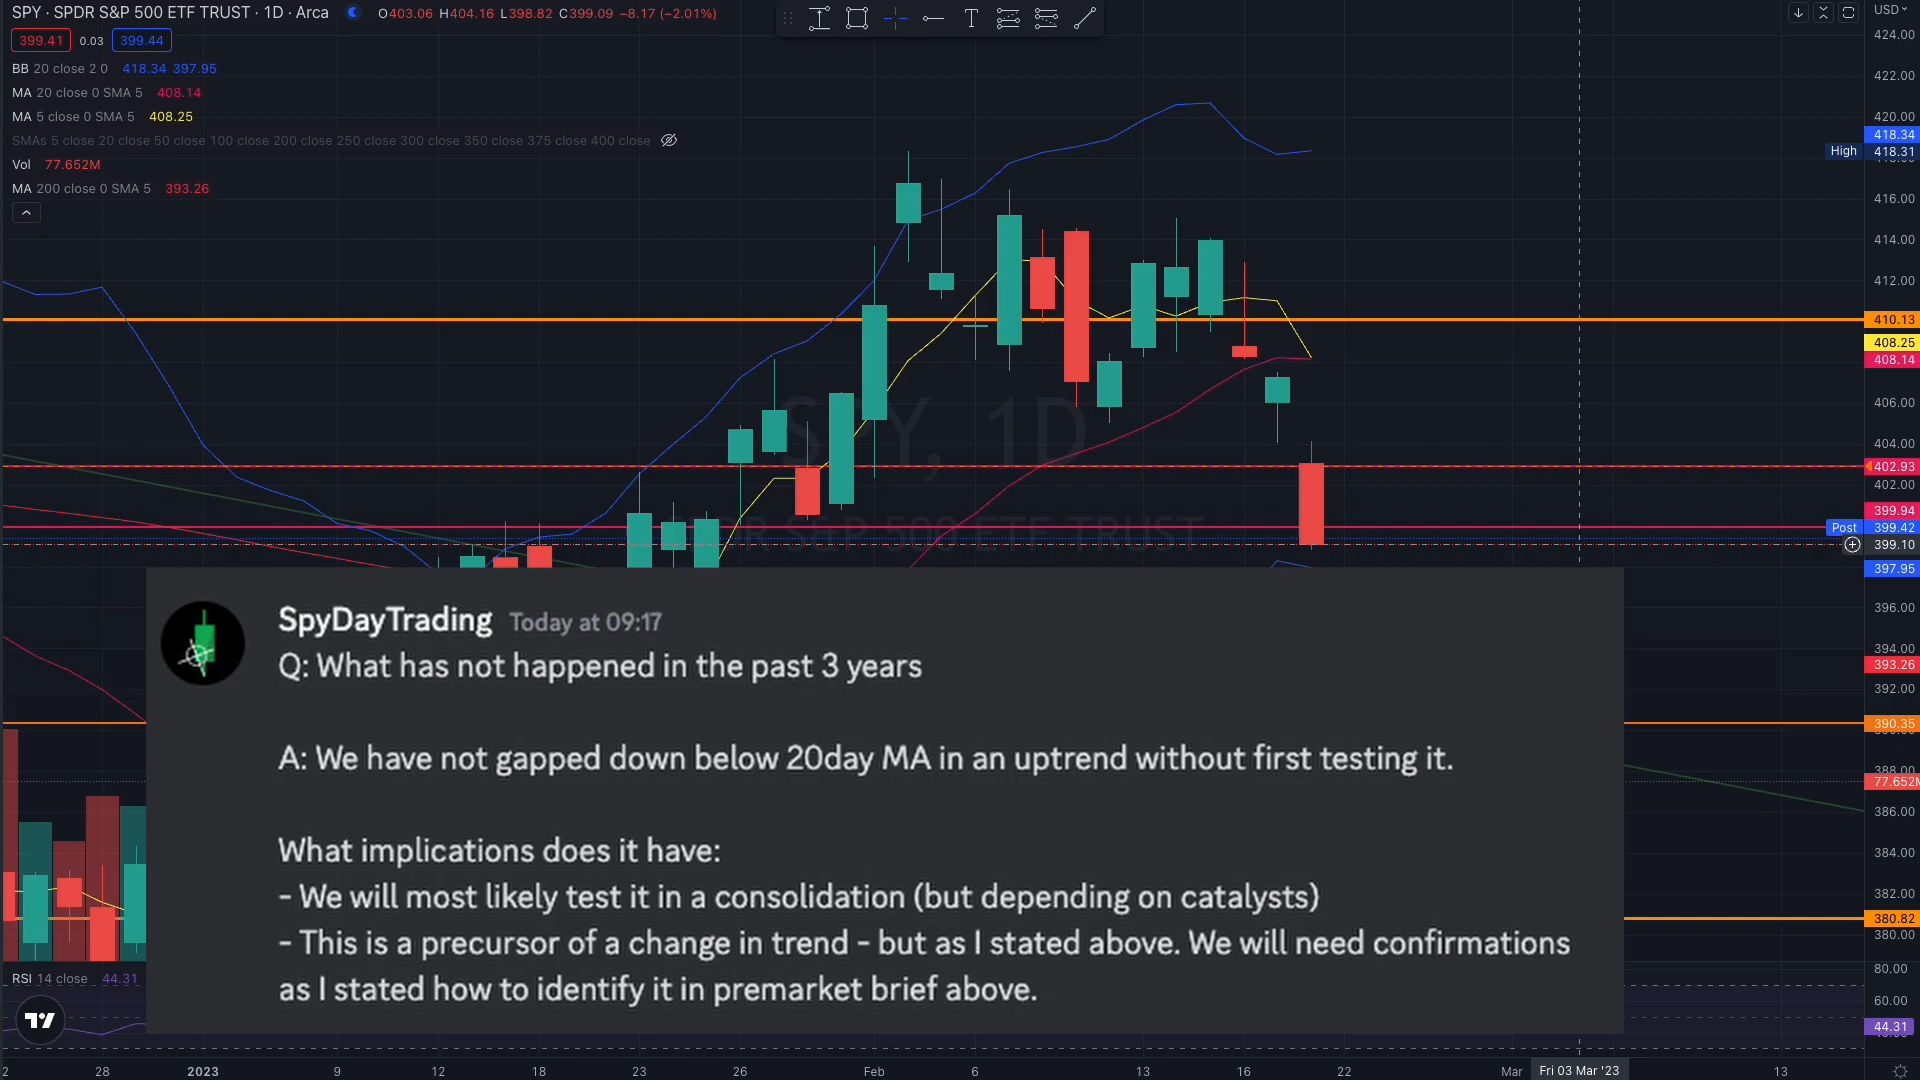 SPY · SPDR S&P 500 ETF TRUST · 1D · Arca O403.06 H404.16 L398.82 C399.09 −8.17 (−2.01%)
399.41 0.03 399.44
BB 20 close 2 0 418.34 397.95
MA 20 close 0 SMA 5 408.14
MA 5 close 0 SMA 5 408.25
SMAs 5 close 20 close 50 close 100 close 200 close 250 close 300 close 350 close 375 close 400 close
Vol 77.652M
MA 200 close 0 SMA 5 393.26
USD
424.00
422.00
420.00
418.34
High 418.31
416.00
414.00
412.00
410.13
408.25
408.14
406.00
404.00
402.93
402.00
399.94
Post 399.42
399.10
397.95
396.00
394.00
393.26
392.00
390.35
388.00
77.652M
386.00
384.00
382.00
380.82
380.00
80.00
60.00
44.31
SPY, 1D
SPDR S&P 500 ETF TRUST
SpyDayTrading Today at 09:17
Q: What has not happened in the past 3 years
A: We have not gapped down below 20day MA in an uptrend without first testing it.
What implications does it have:
- We will most likely test it in a consolidation (but depending on catalysts)
- This is a precursor of a change in trend - but as I stated above. We will need confirmations
as I stated how to identify it in premarket brief above.
RSI 14 close 44.31
28 2023 9 12 18 23 26 Feb 6 13 16 22 Mar Fri 03 Mar '23 13